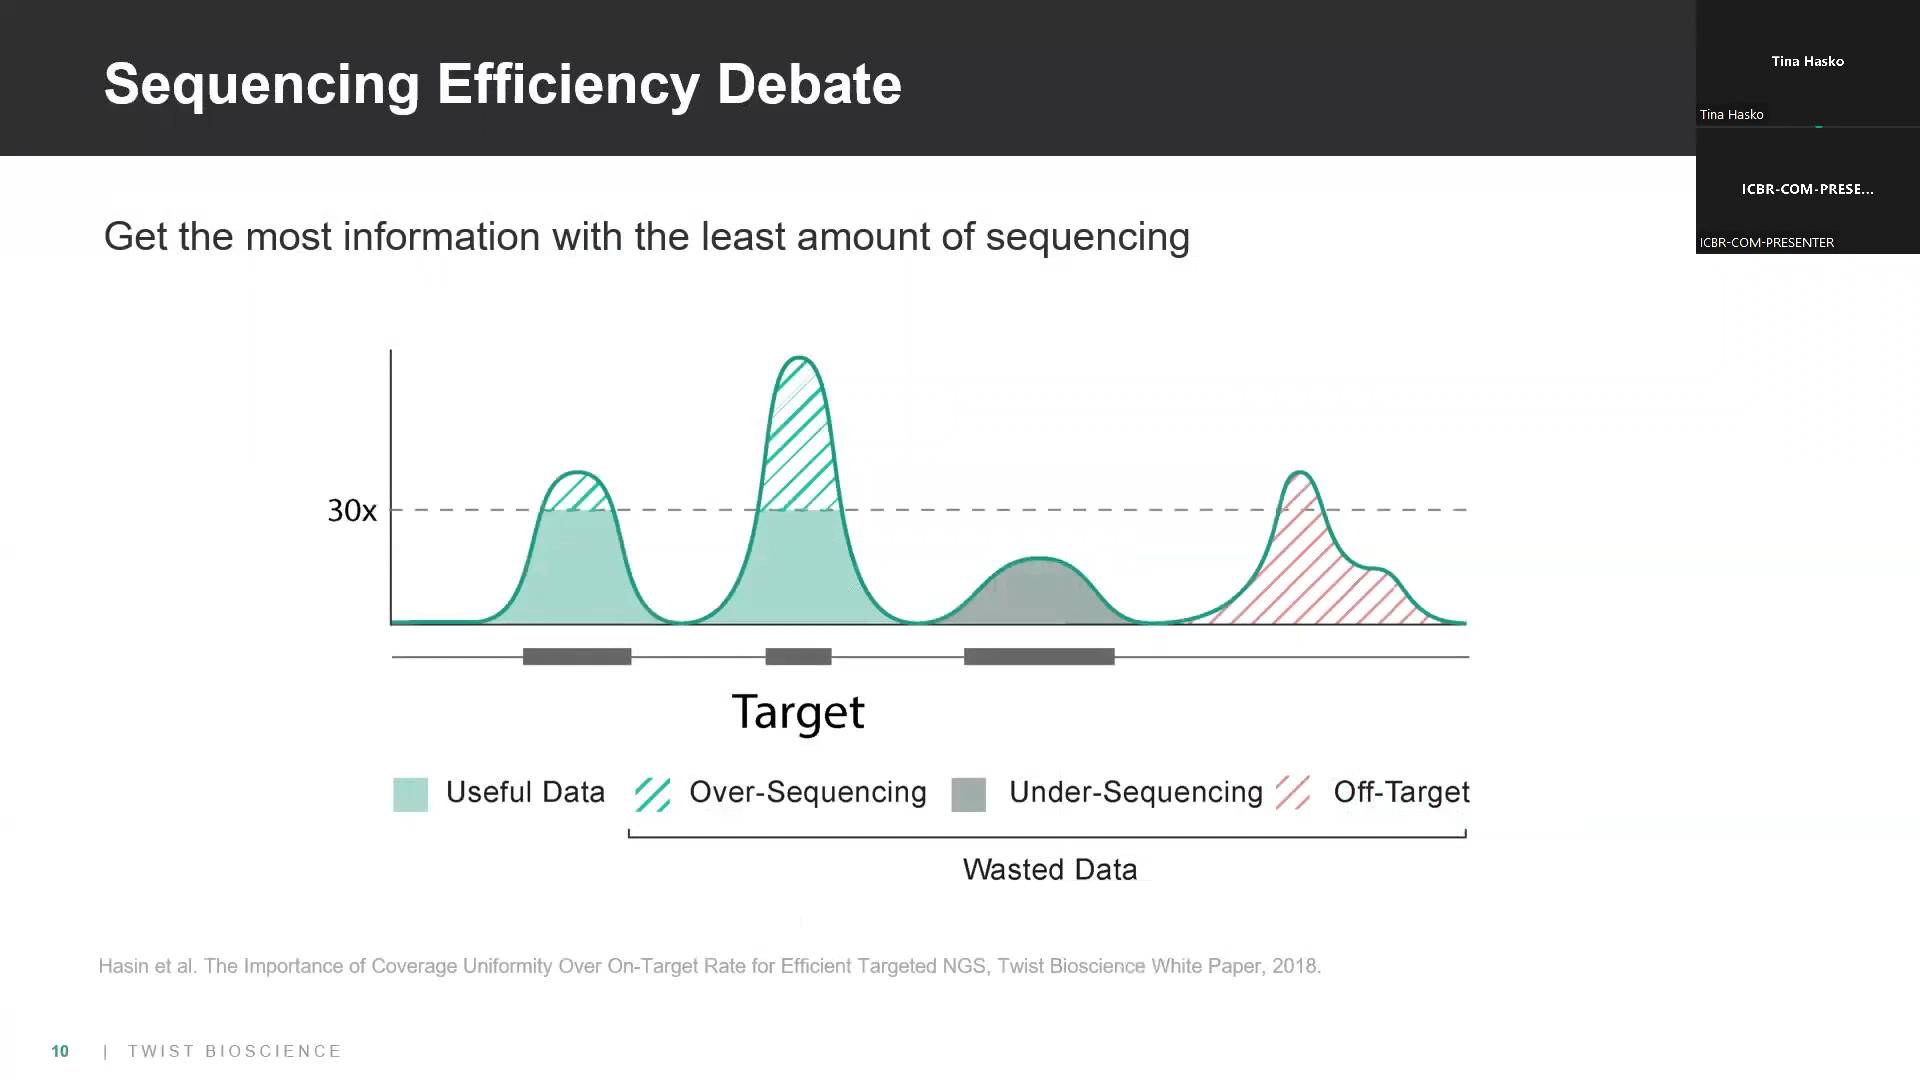 Sequencing Efficiency Debate
Tina Hasko
Tina Hasko
ICBR-COM-PRESE...
ICBR-COM-PRESENTER
Get the most information with the least amount of sequencing
30x
Target
Useful Data Over-Sequencing Under-Sequencing Off-Target
Wasted Data
Hasin et al. The Importance of Coverage Uniformity Over On-Target Rate for Efficient Targeted NGS, Twist Bioscience White Paper, 2018.
10 | TWIST BIOSCIENCE